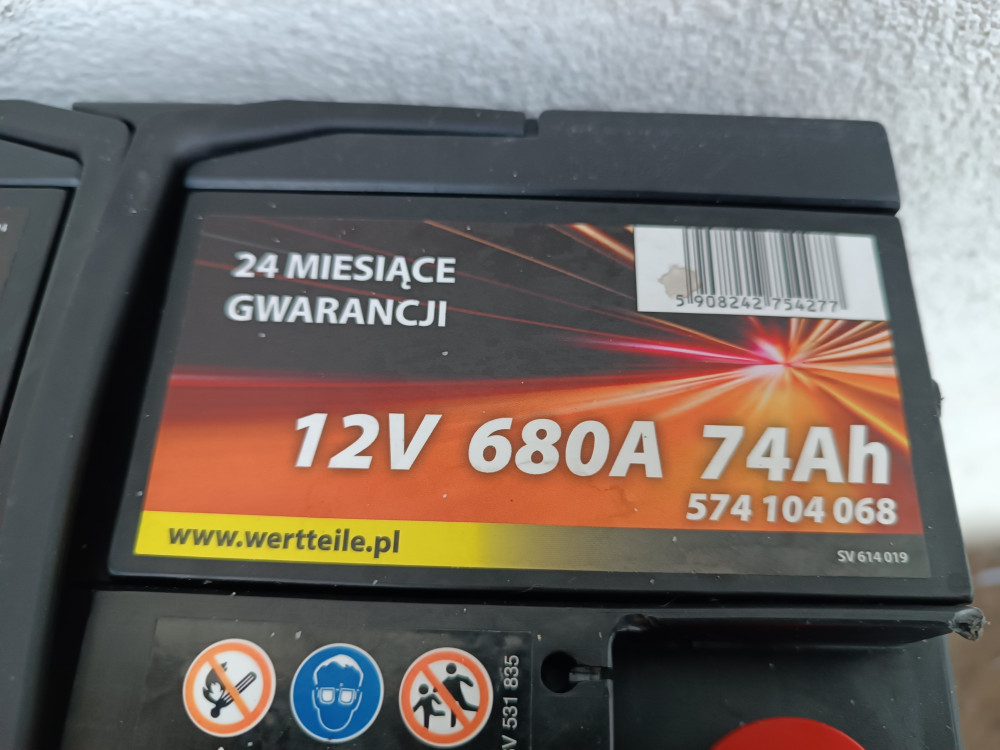 24 MIESIĄCE
GWARANCJI
5 908242 754277
12V 680A 74Ah
574 104 068
www.wertteile.pl
SV 614 019
V 531 835